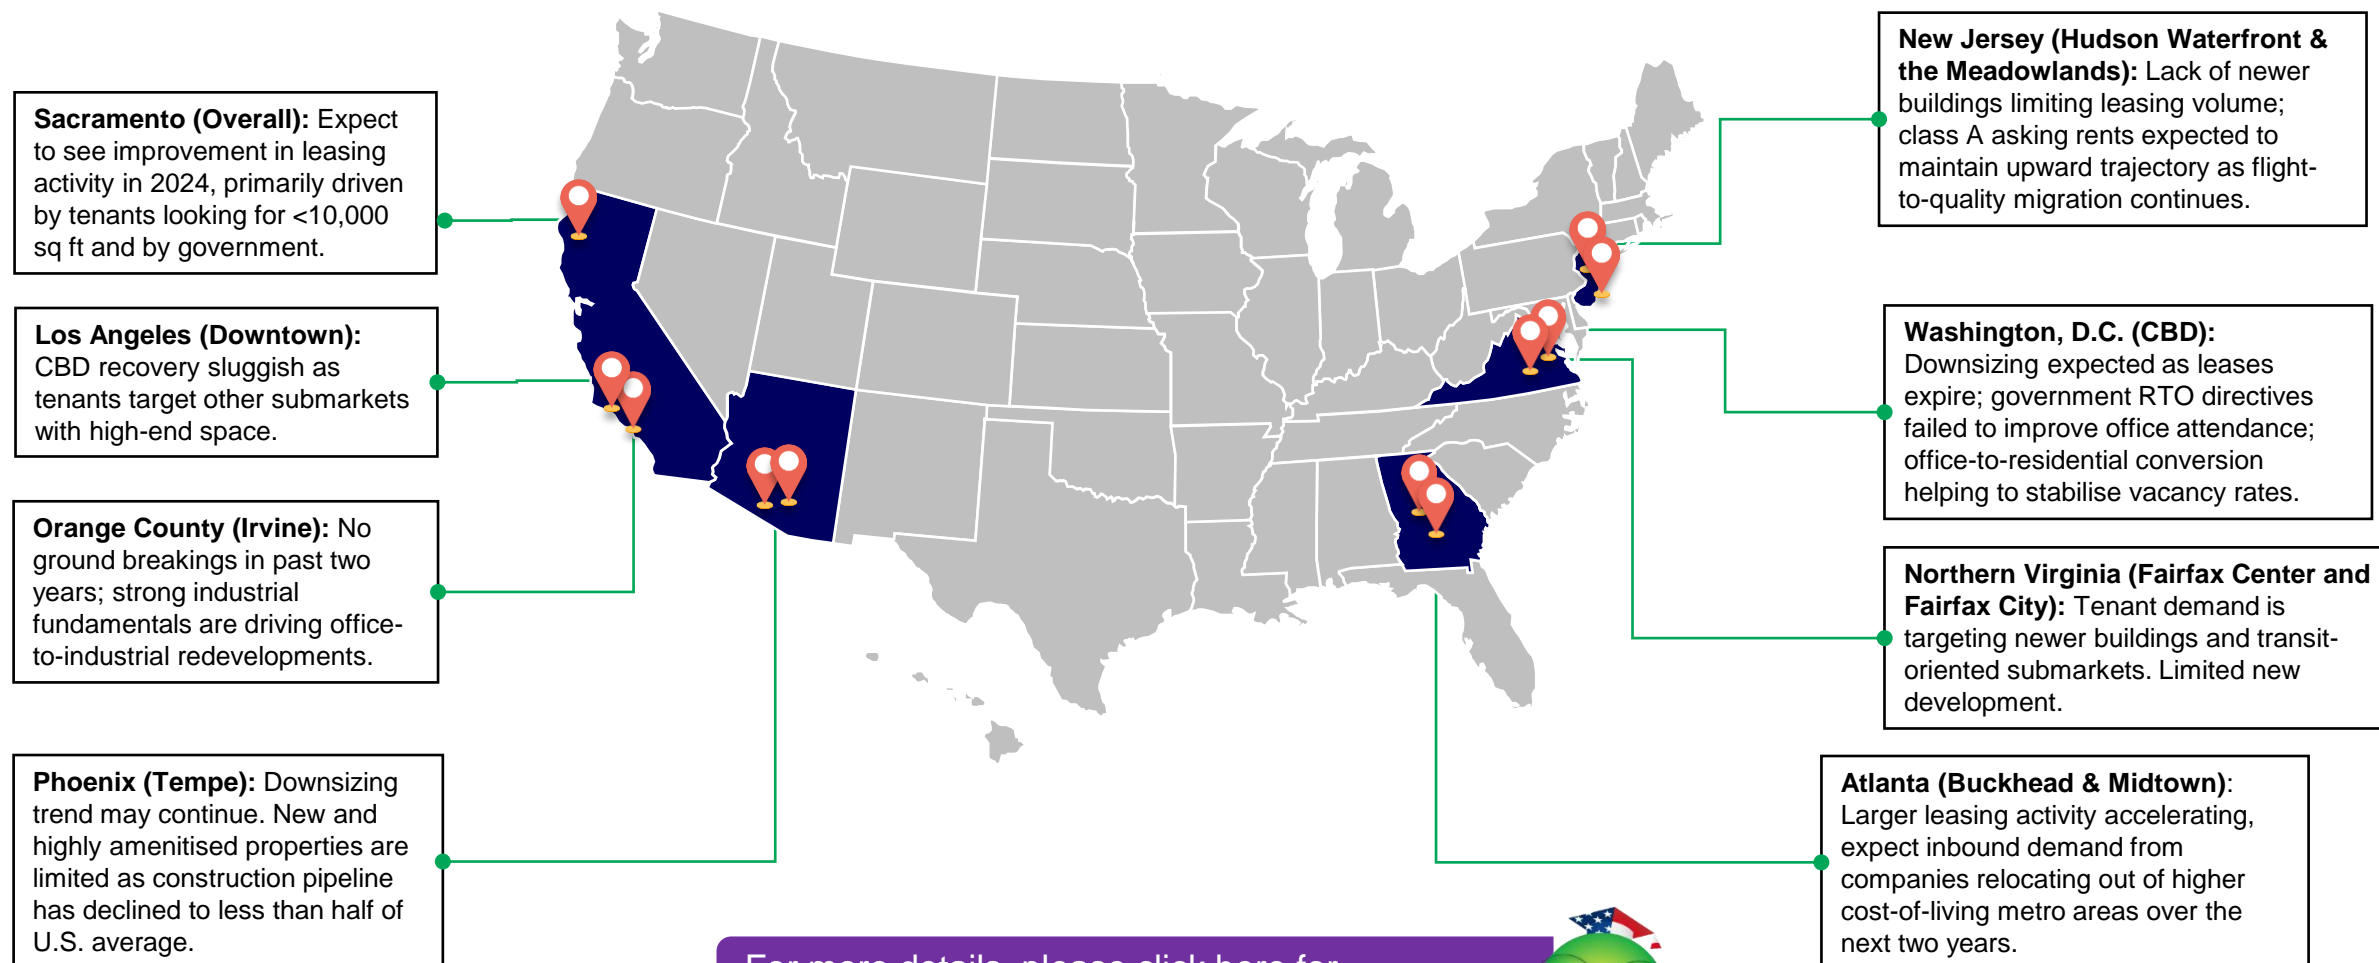 Sacramento (Overall): Expect
to see improvement in leasing
activity in 2024, primarily driven
by tenants looking for <10,000
sq ft and by government.
Los Angeles (Downtown):
CBD recovery sluggish as
tenants target other submarkets
with high-end space.
Orange County (Irvine): No
ground breakings in past two
years; strong industrial
fundamentals are driving office-
to-industrial redevelopments.
Phoenix (Tempe): Downsizing
trend may continue. New and
highly amenitised properties are
limited as construction pipeline
has declined to less than half of
U.S. average.
New Jersey (Hudson Waterfront &
the Meadowlands): Lack of newer
buildings limiting leasing volume;
class A asking rents expected to
maintain upward trajectory as flight-
to-quality migration continues.
Washington, D.C. (CBD):
Downsizing expected as leases
expire; government RTO directives
failed to improve office attendance;
office-to-residential conversion
helping to stabilise vacancy rates.
Northern Virginia (Fairfax Center and
Fairfax City): Tenant demand is
targeting newer buildings and transit-
oriented submarkets. Limited new
development.
Atlanta (Buckhead & Midtown):
Larger leasing activity accelerating,
expect inbound demand from
companies relocating out of higher
cost-of-living metro areas over the
next two years.
For more details, please click here for